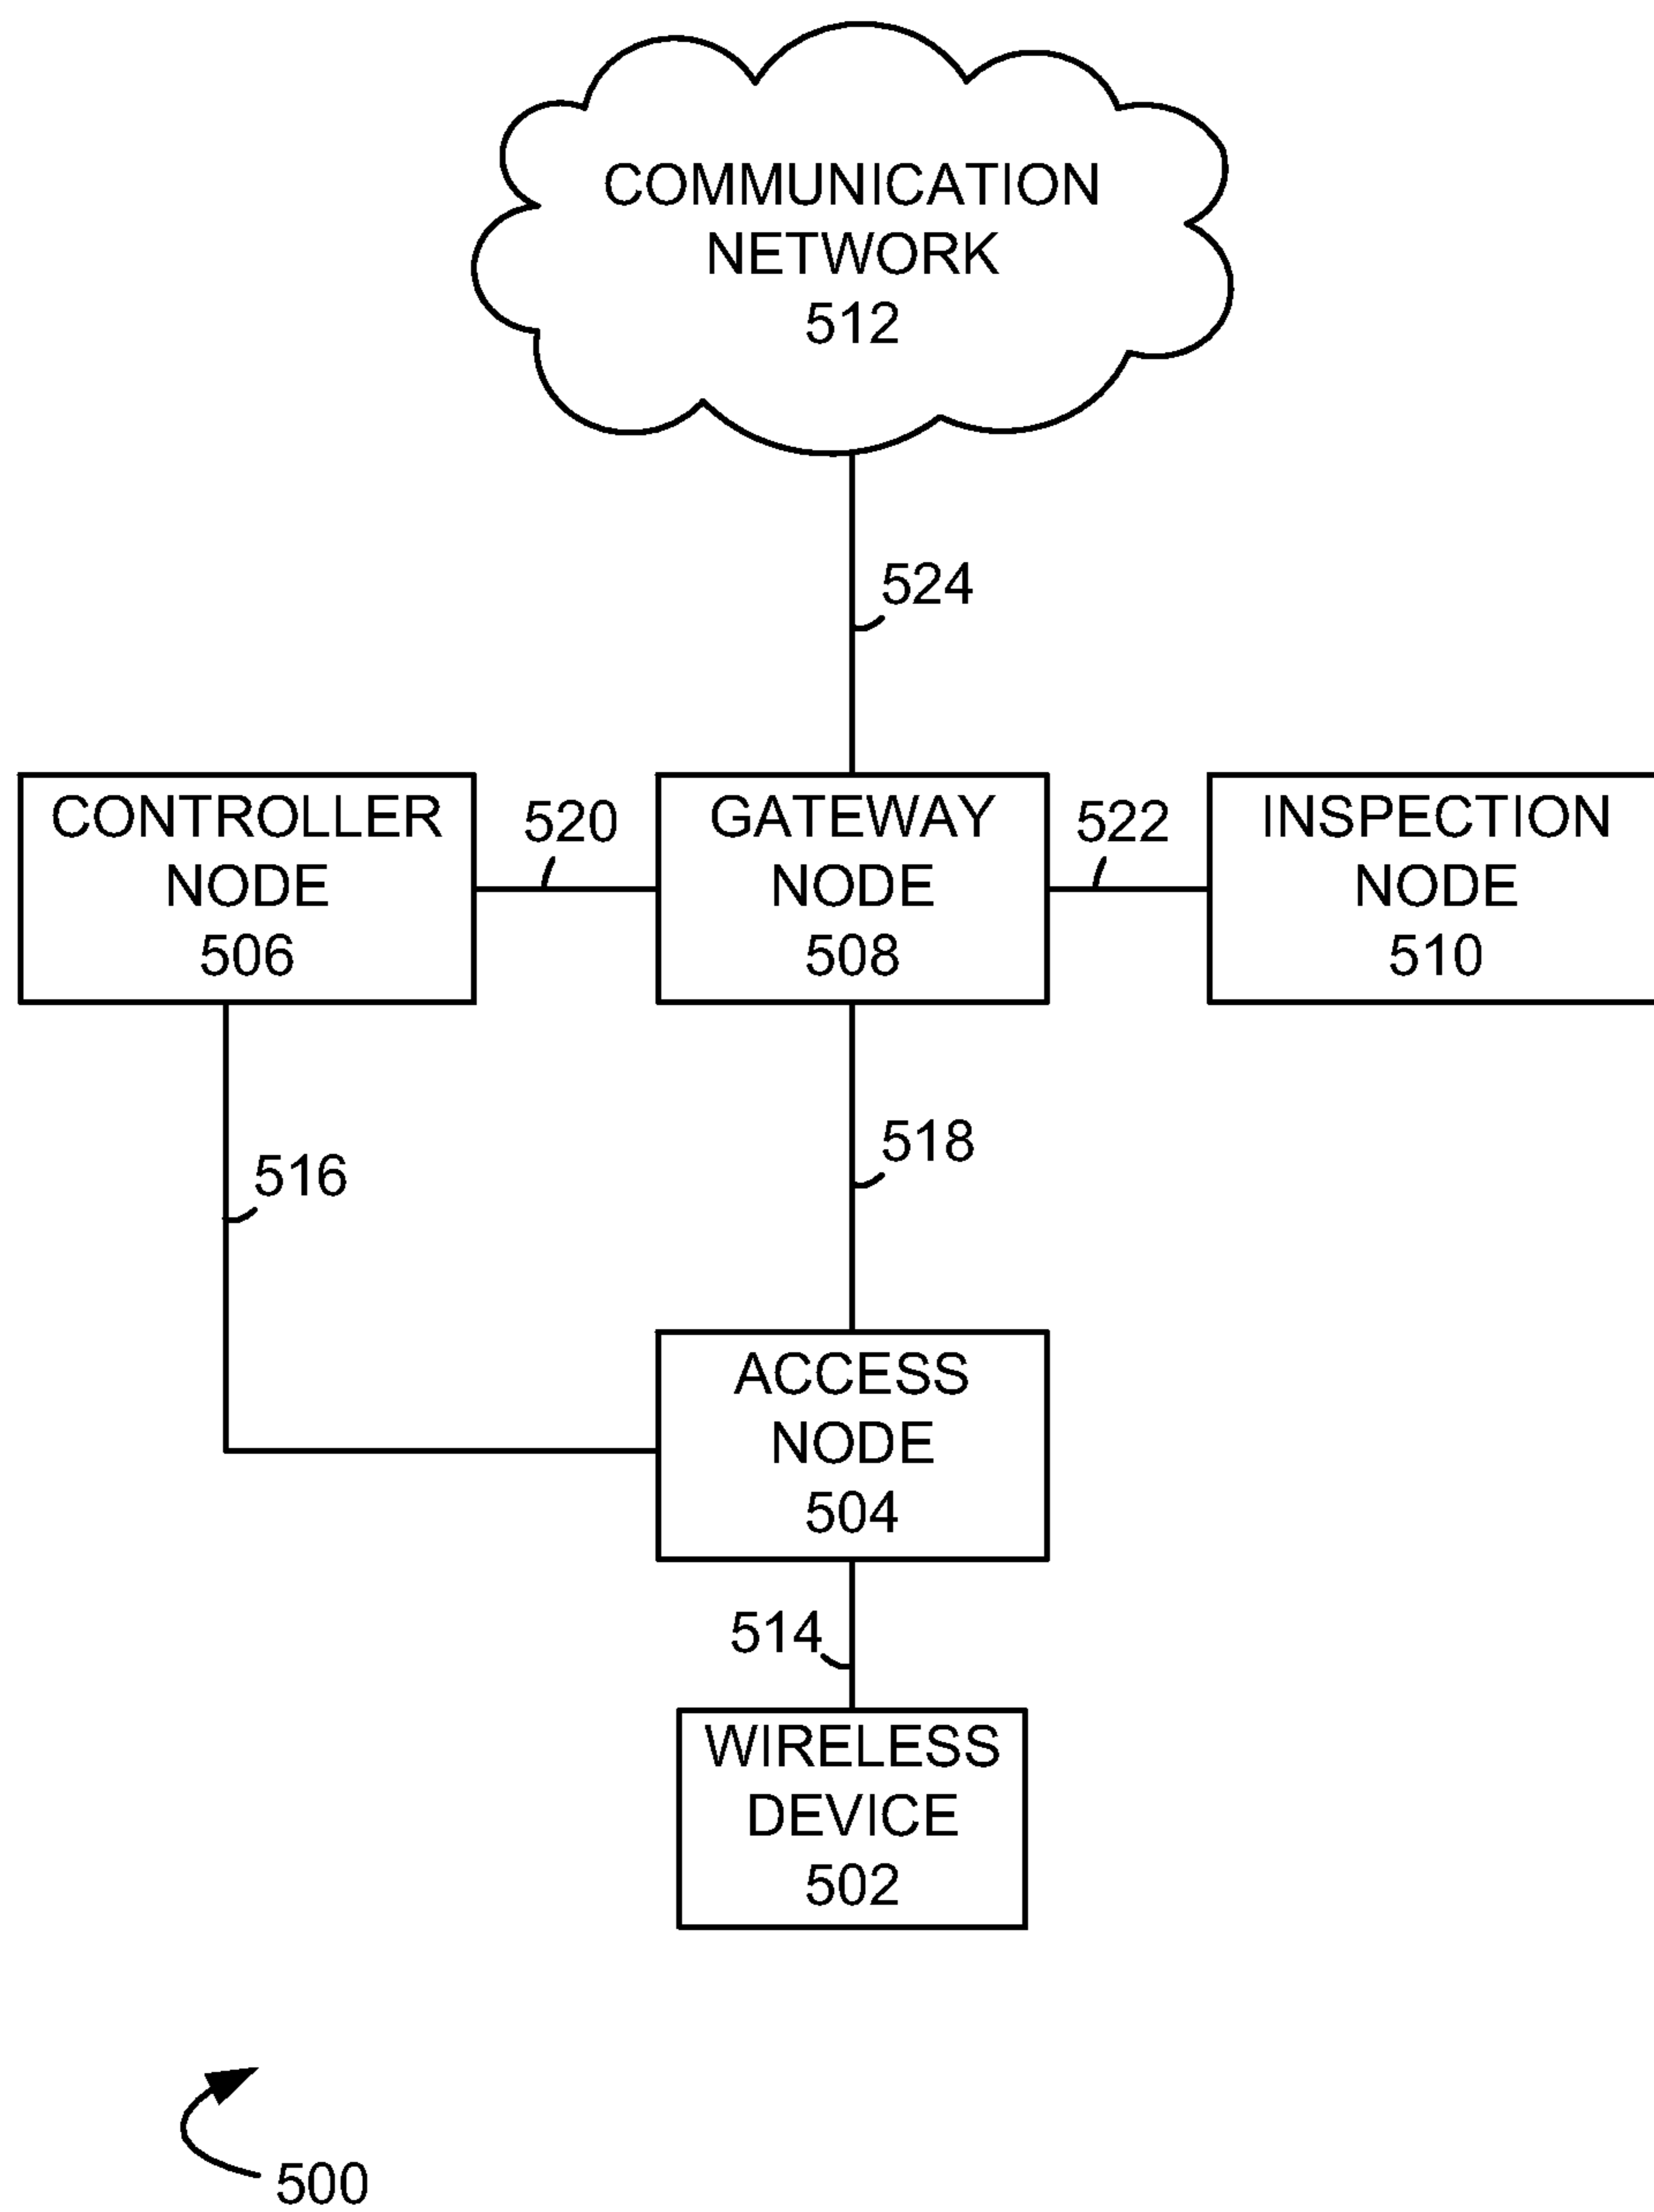 COMMUNICATION
NETWORK
512
524
CONTROLLER
NODE
506
520
GATEWAY
NODE
508
522
INSPECTION
NODE
510
516
518
ACCESS
NODE
504
514
WIRELESS
DEVICE
502
500